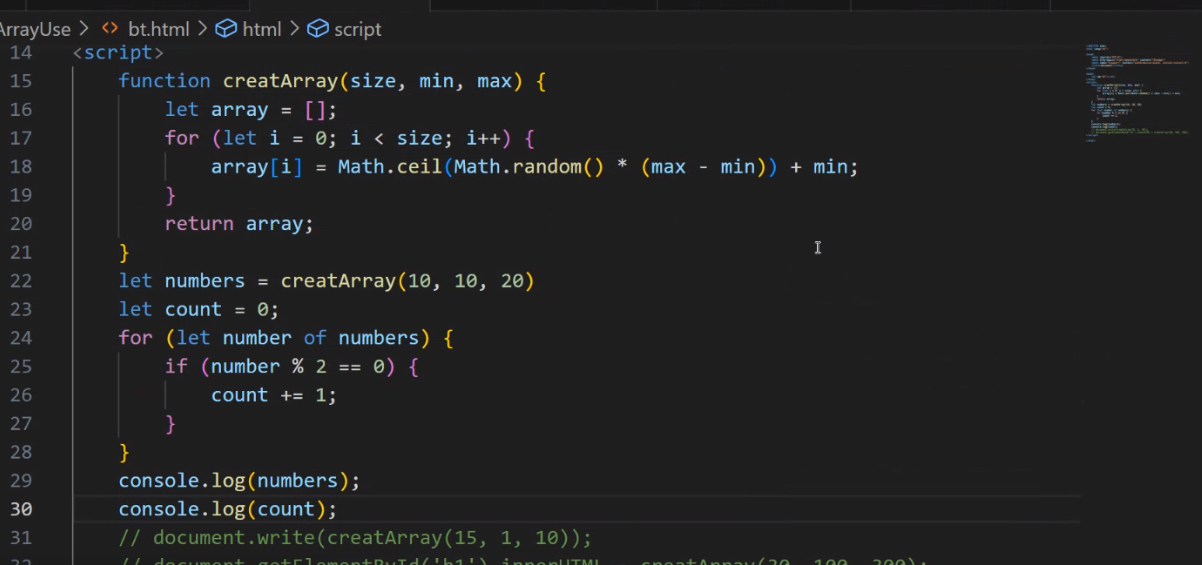 ArrayUse > <> bt.html > html > script
14 <script>
15 function creatArray(size, min, max) {
16 let array = [];
17 for (let i = 0; i < size; i++) {
18 array[i] = Math.ceil(Math.random() * (max - min)) + min;
19 }
20 return array;
21 }
22 let numbers = creatArray(10, 10, 20)
23 let count = 0;
24 for (let number of numbers) {
25 if (number % 2 == 0) {
26 count += 1;
27 }
28 }
29 console.log(numbers);
30 console.log(count);
31 // document.write(creatArray(15, 1, 10));